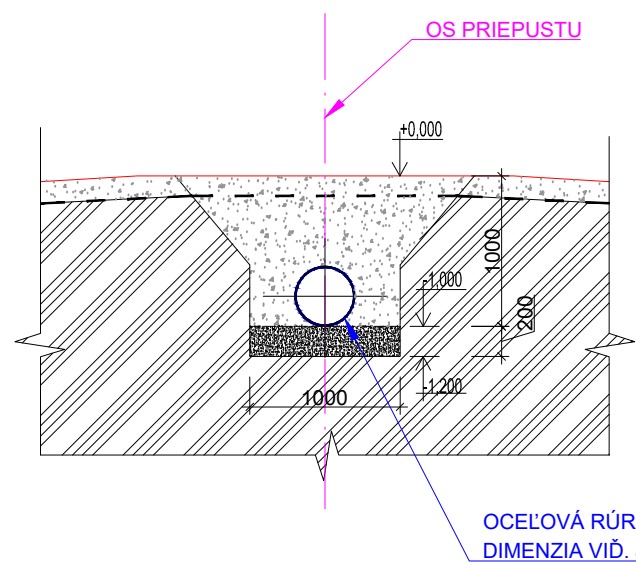 OS PRIEPUSTU
+0,000
1000
-1,000
200
-1,200
1000
OCEĽOVÁ RÚR
DIMENZIA VIĎ.